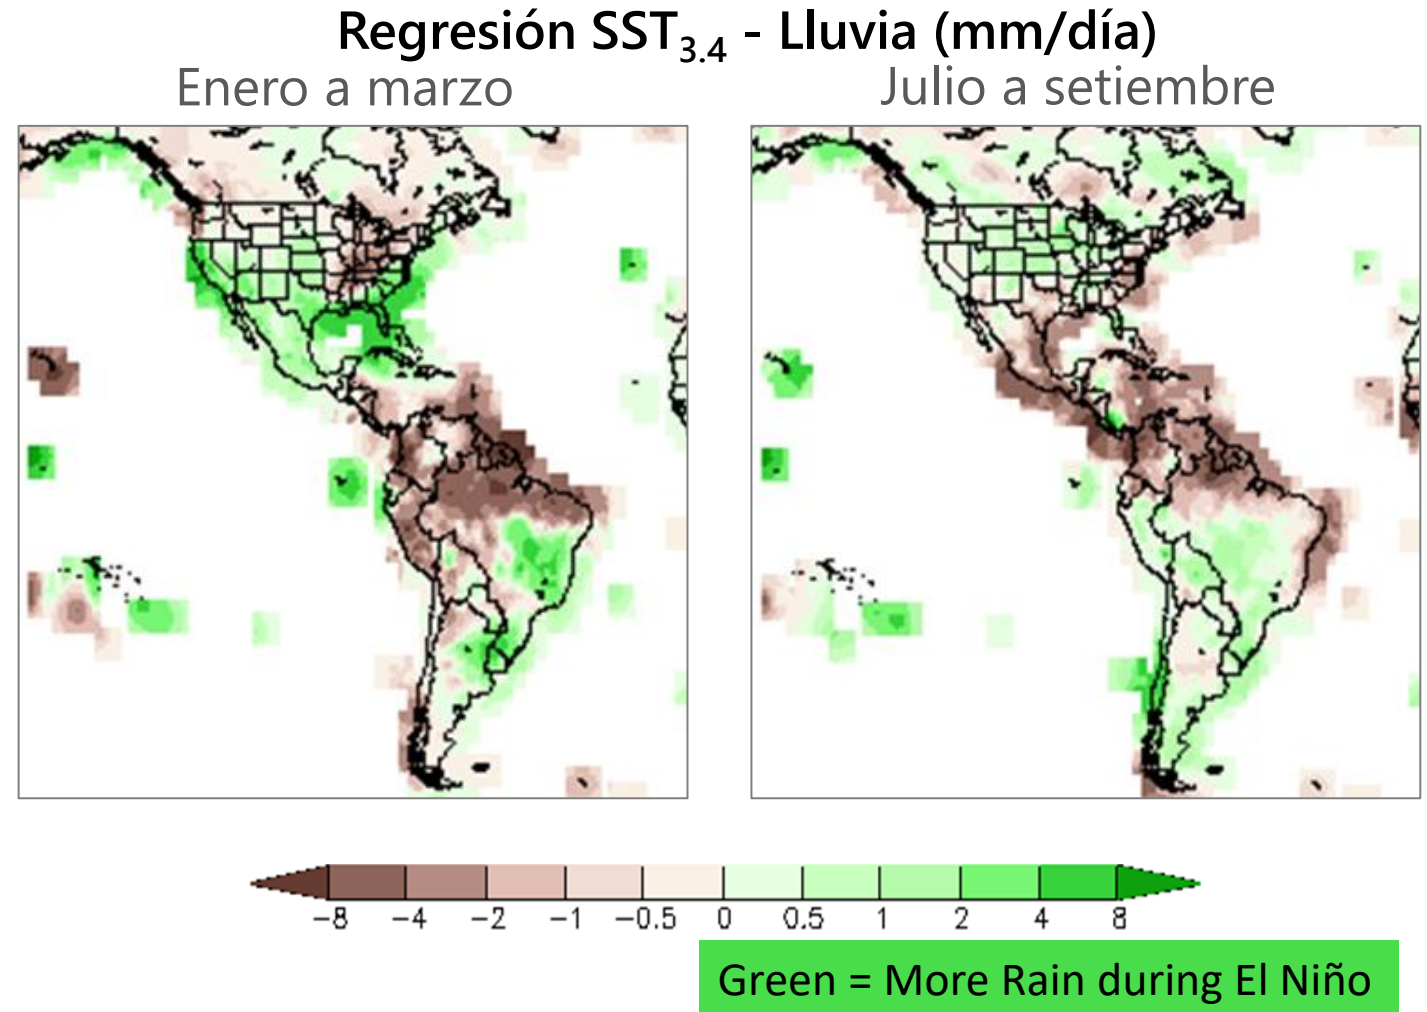 Regresión SST3.4 - Lluvia (mm/día)
Enero a marzo
Julio a setiembre
−8 −4 −2 −1 −0.5 0 0.5 1 2 4 8
Green = More Rain during El Niño